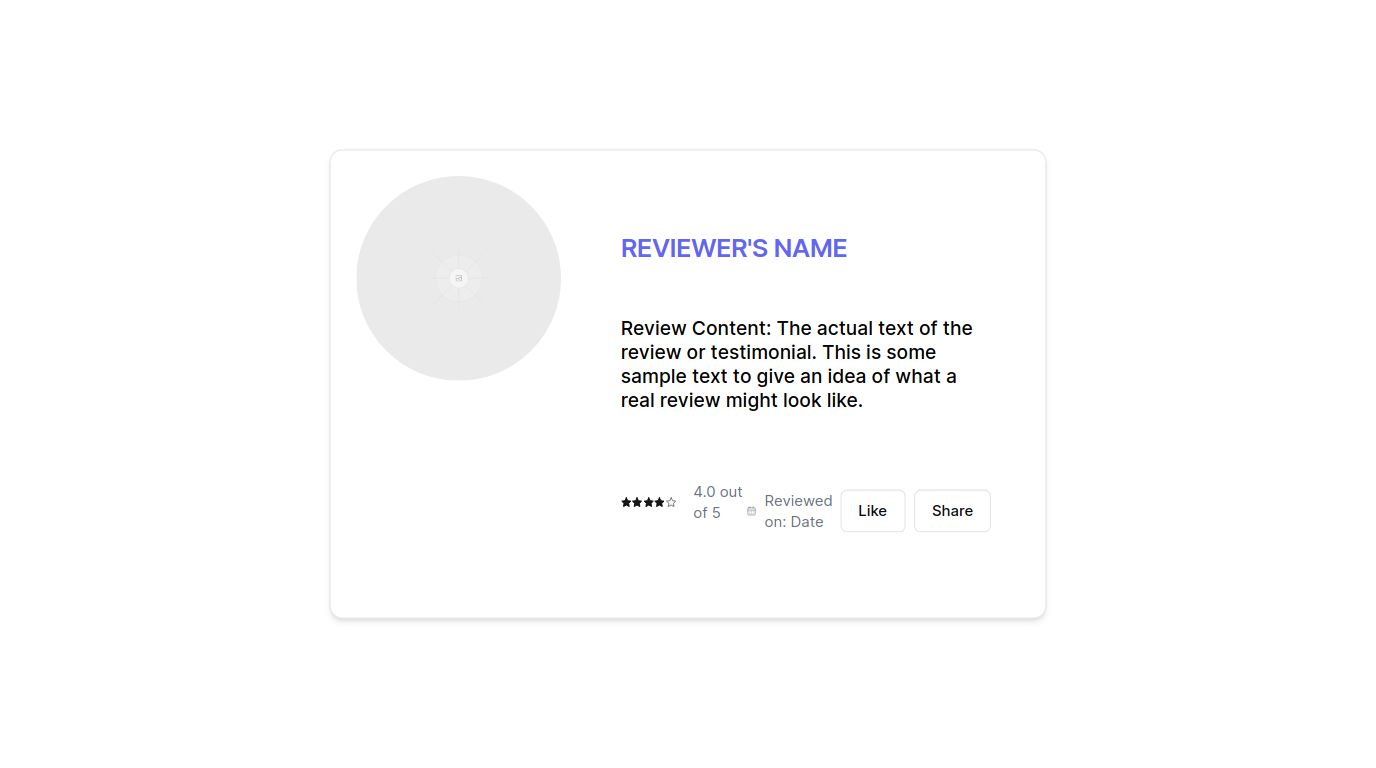 REVIEWER'S NAME
Review Content: The actual text of the
review or testimonial. This is some
sample text to give an idea of what a
real review might look like.
4.0 out
of 5
Reviewed
on: Date
Like
Share